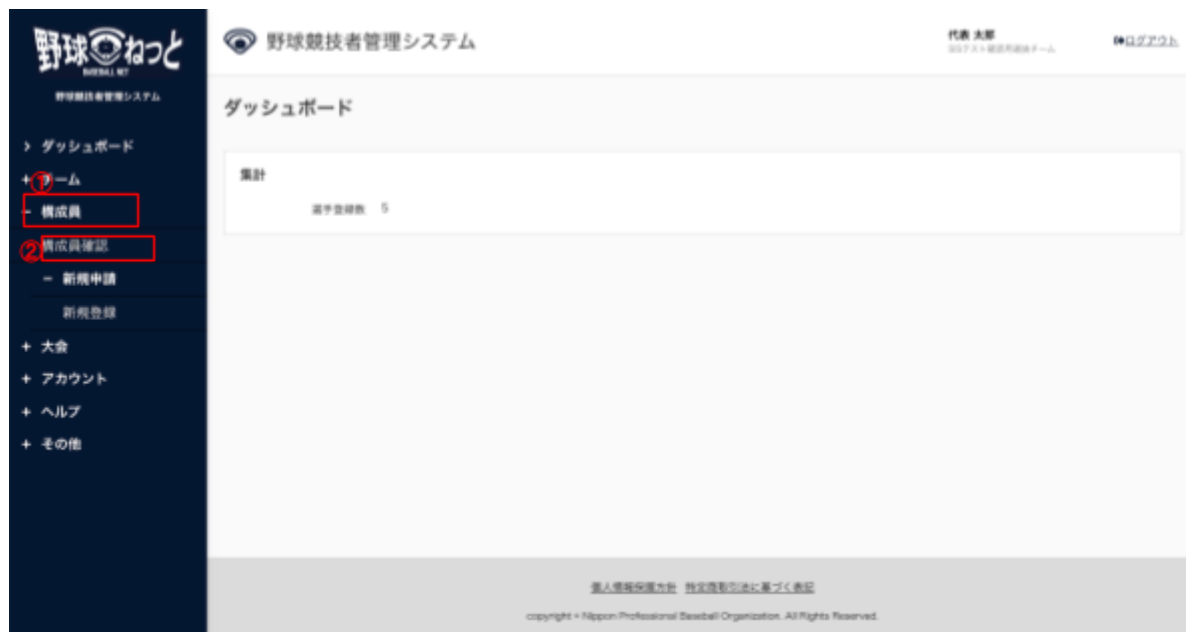 野球ねっと
BASEBALL NET
野球競技者管理システム
> ダッシュボード
+ チーム
①
− 構成員
② 構成員確認
− 新規申請
新規登録
+ 大会
+ アカウント
+ ヘルプ
+ その他
野球競技者管理システム
代表 太郎
ログアウト
ダッシュボード
集計
選手登録数 5
個人情報保護方針 特定商取引法に基づく表記
copyright © Nippon Professional Baseball Organization. All Rights Reserved.